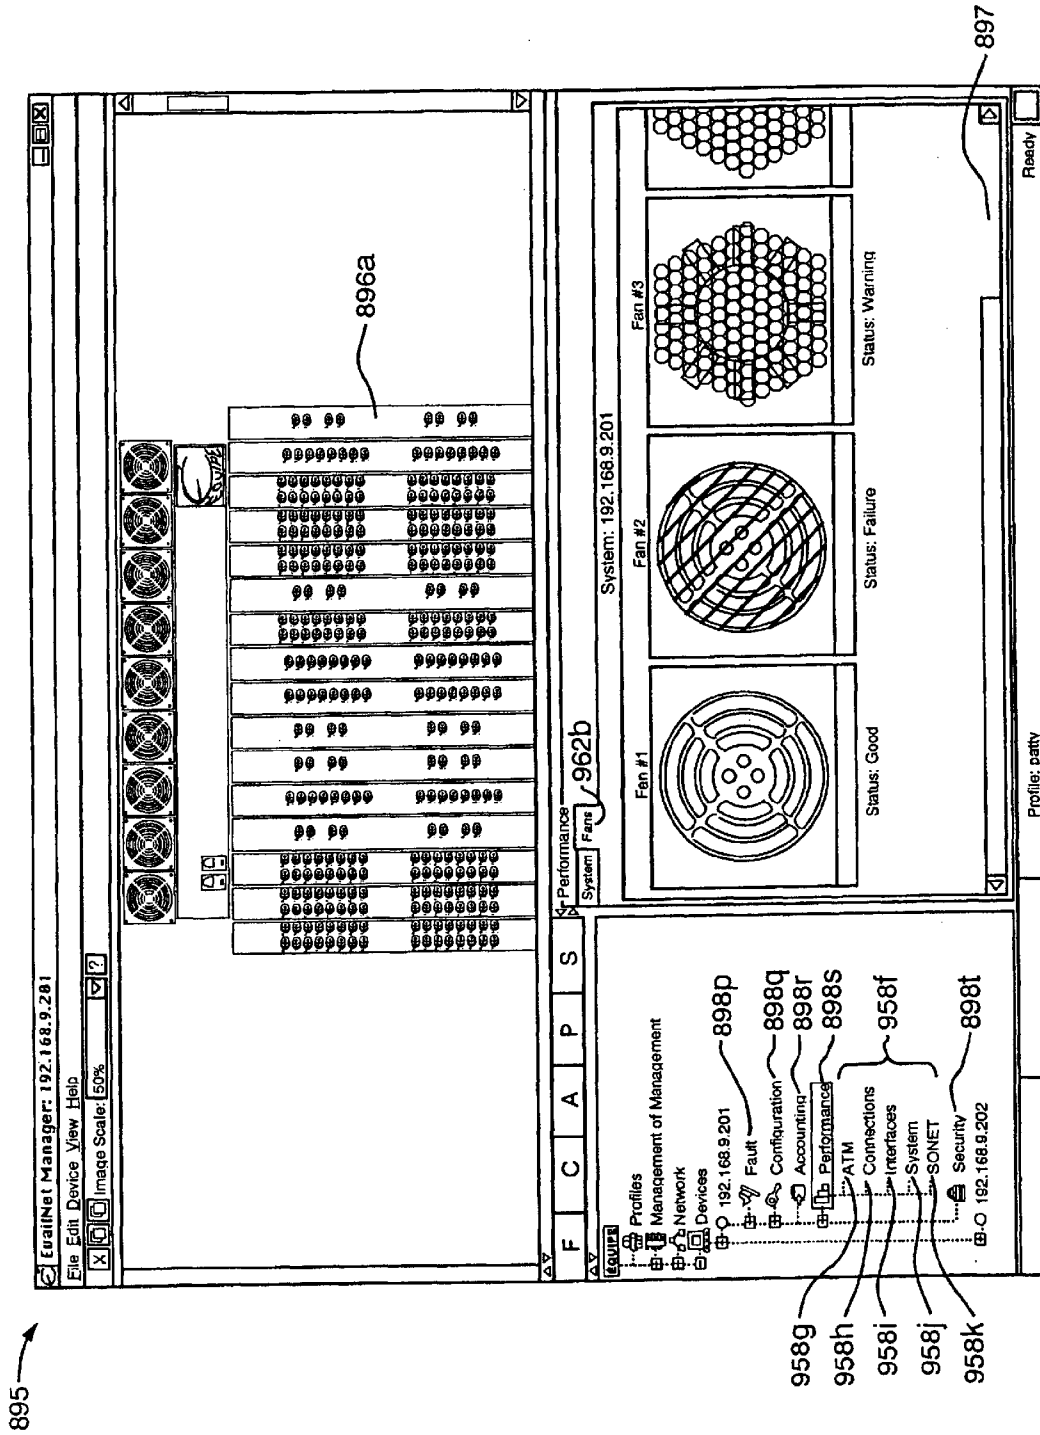 895
EuailNet Manager: 192.168.9.201
File Edit Device View Help
X Image Scale: 50% ?
896a
F C A P S
Performance
System Fans
962b
EQUIPE
Profiles
Management of Management
Network
Devices
192.168.9.201
Fault
Configuration
Accounting
Performance
ATM
Connections
Interfaces
System
SONET
Security
192.168.9.202
898p
898q
898r
898s
958f
898t
958g
958h
958i
958j
958k
System: 192.168.9.201
Fan #1
Fan #2
Fan #3
Status: Good
Status: Failure
Status: Warning
897
Profile: patty
Ready